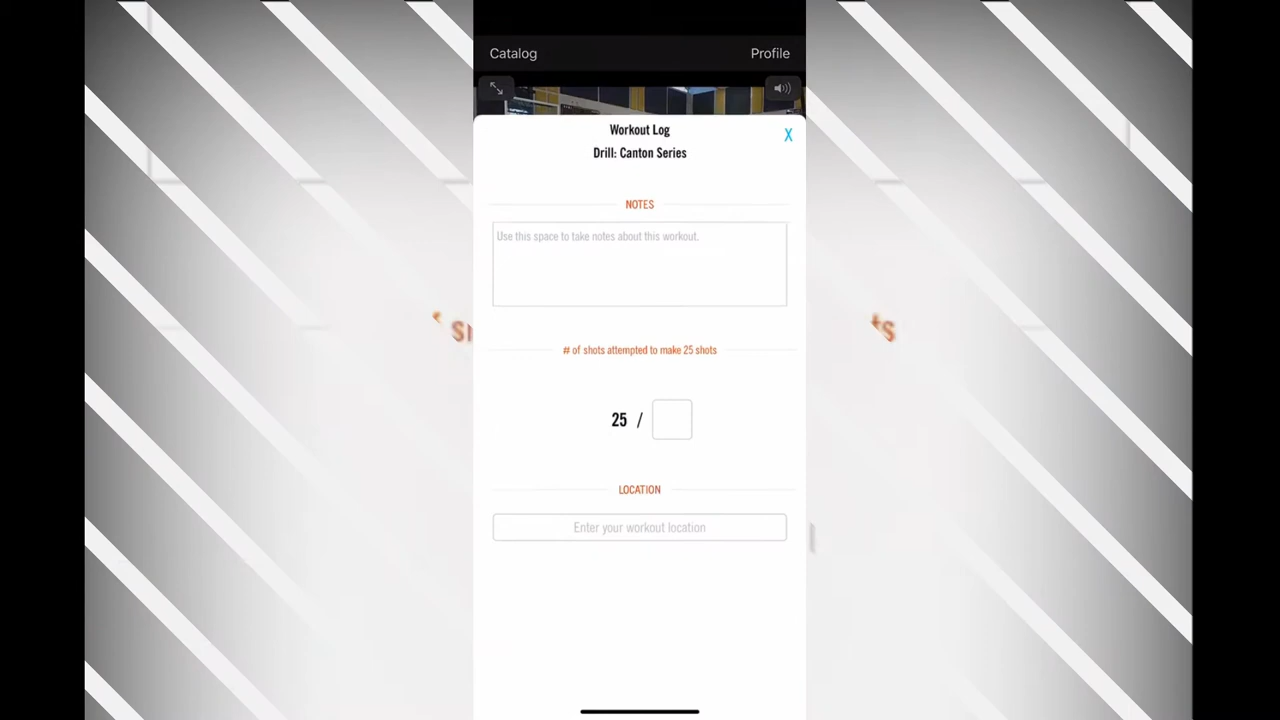 Catalog
Profile
Workout Log
X
Drill: Canton Series
NOTES
Use this space to take notes about this workout.
# of shots attempted to make 25 shots
25 /
LOCATION
Enter your workout location